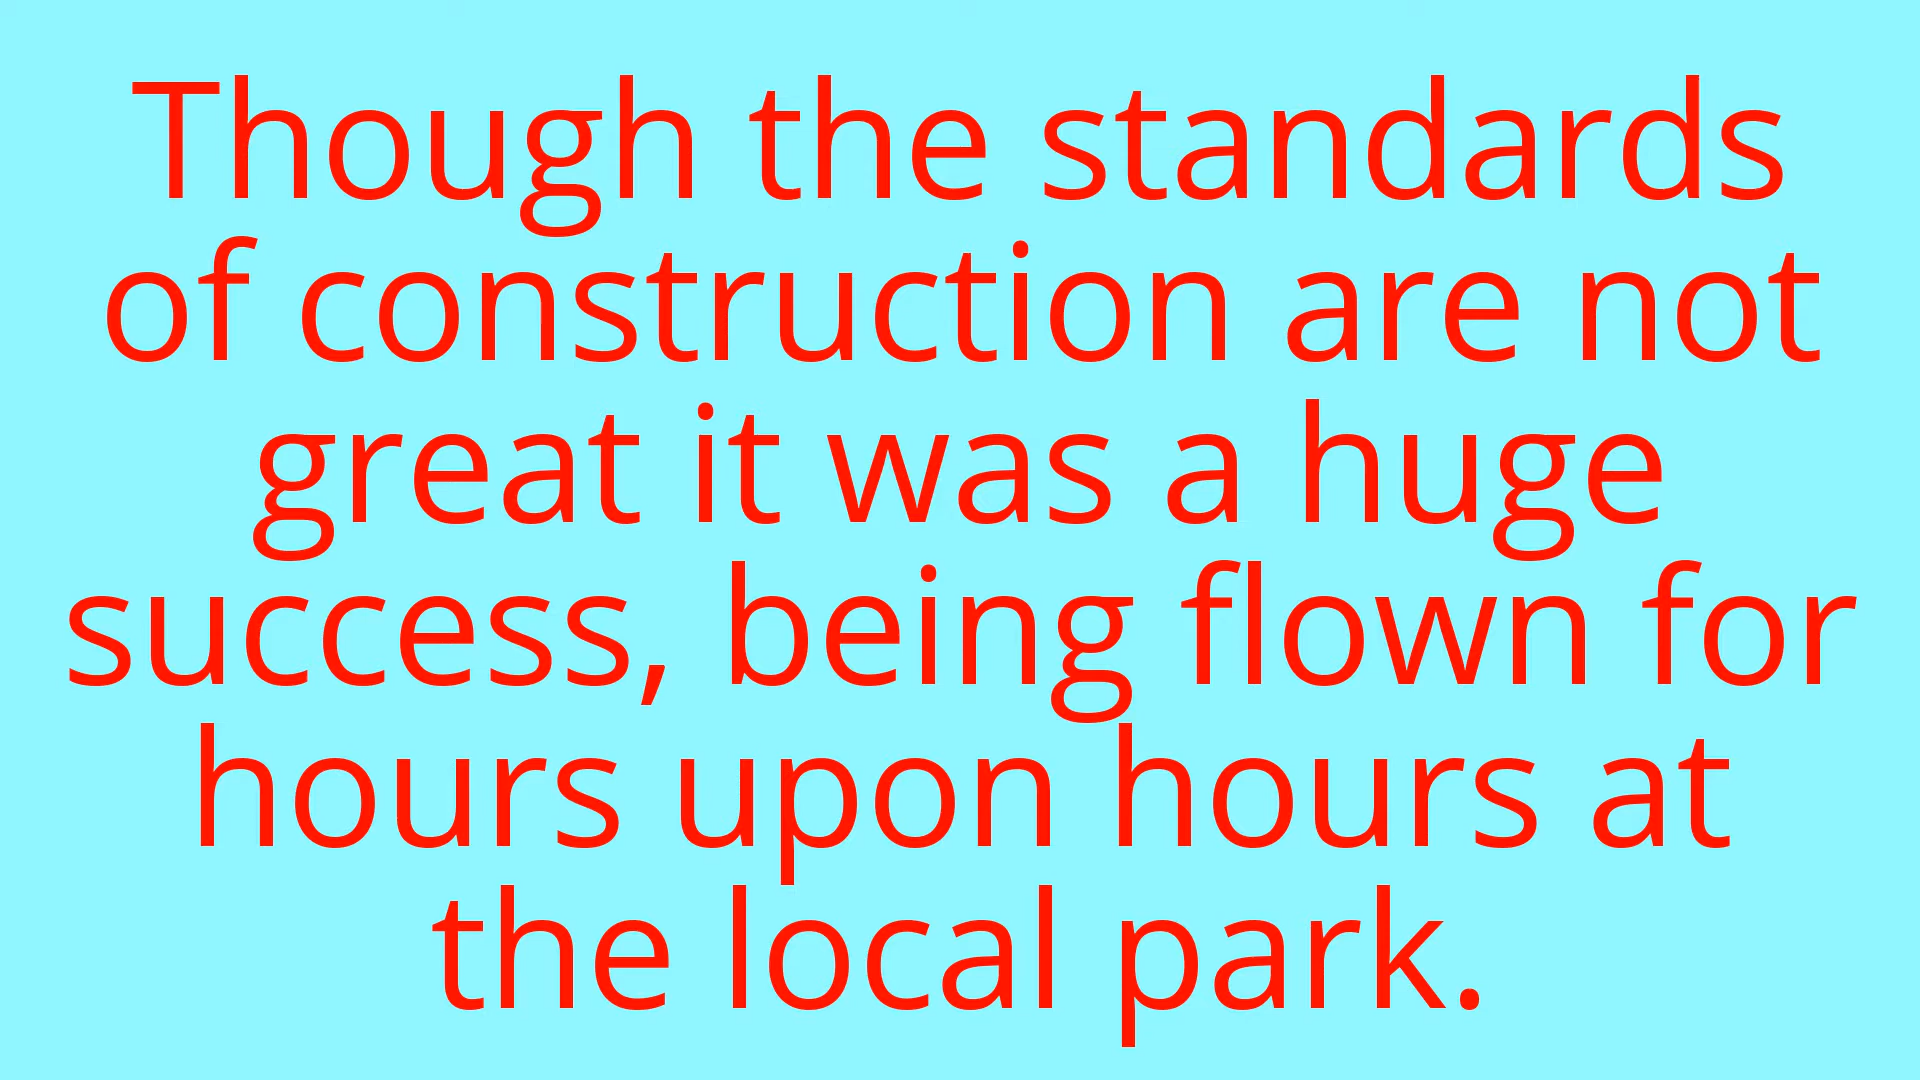 Though the standards
of construction are not
great it was a huge
success, being flown for
hours upon hours at
the local park.